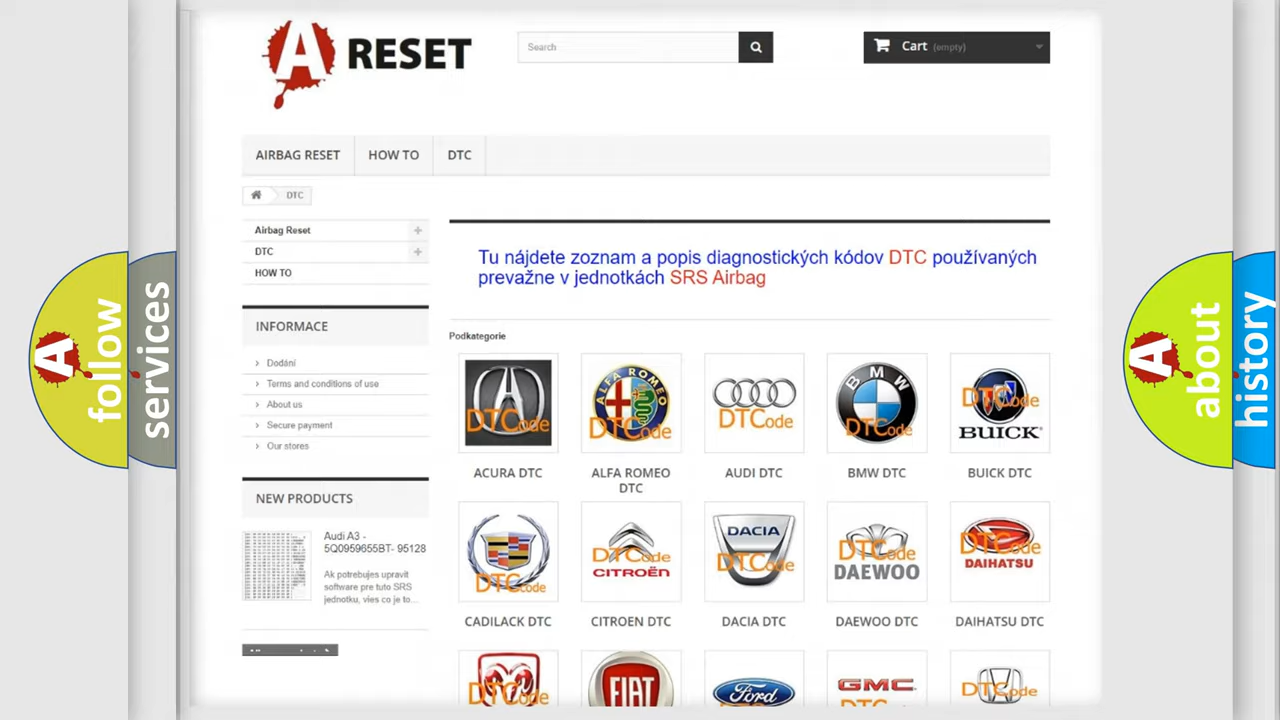 A RESET
Search
Cart (empty)
AIRBAG RESET
HOW TO
DTC
DTC
Airbag Reset
DTC
HOW TO
INFORMACE
Dodání
Terms and conditions of use
About us
Secure payment
Our stores
NEW PRODUCTS
Audi A3 -
5Q0959655BT- 95128
Ak potrebujes upravit
software pre tuto SRS
jednotku, vies co je to...
Tu nájdete zoznam a popis diagnostických kódov DTC používaných
prevažne v jednotkách SRS Airbag
Podkategorie
DTCode
ALFA ROMEO
DTCode
DTCode
BMW
DTCode
DTCode
BUICK
ACURA DTC
ALFA ROMEO
DTC
AUDI DTC
BMW DTC
BUICK DTC
DTCode
DTCode
CITROËN
DACIA
DTCode
DTCode
DAEWOO
DTCode
DAIHATSU
CADILACK DTC
CITROEN DTC
DACIA DTC
DAEWOO DTC
DAIHATSU DTC
DTCode
FIAT
Ford
GMC
DTCode
A follow
services
A about
history